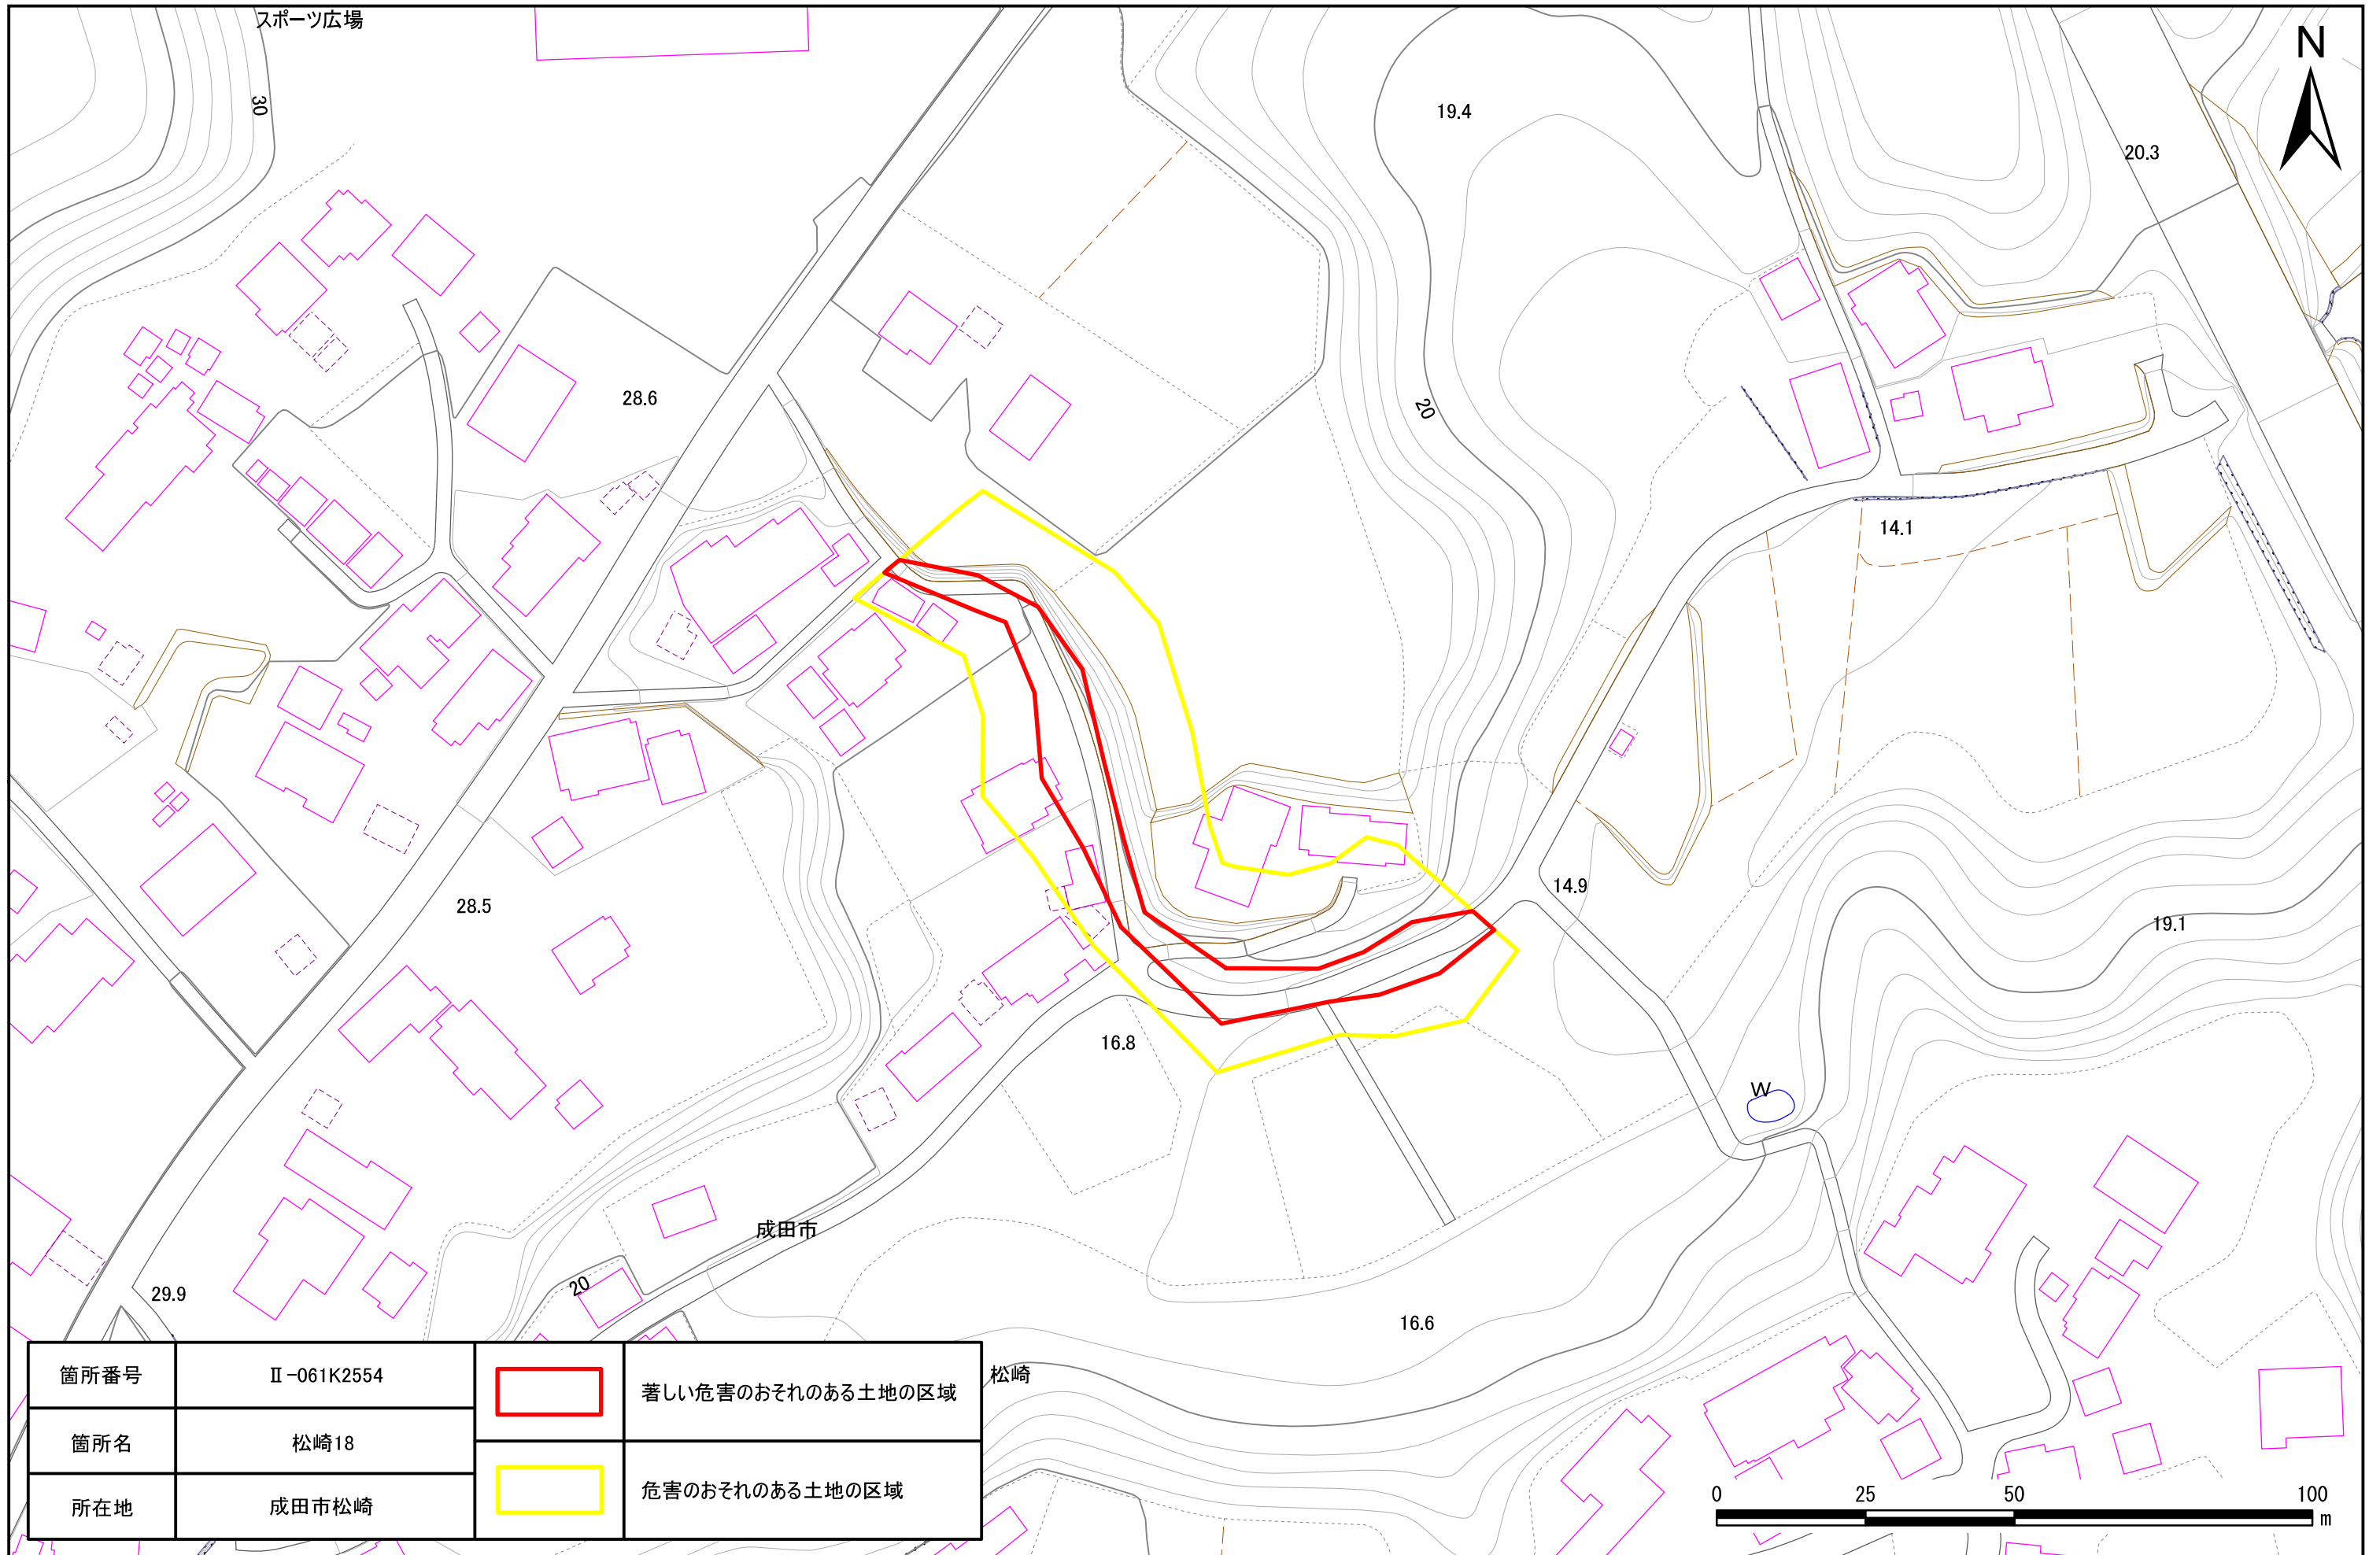 スポーツ広場
N
30
19.4
20.3
28.6
20
14.1
14.9
28.5
19.1
16.8
W
成田市
20
29.9
16.6
松崎
箇所番号 Ⅱ-061K2554
箇所名 松崎18
所在地 成田市松崎
著しい危害のおそれのある土地の区域
危害のおそれのある土地の区域
0 25 50 100
m